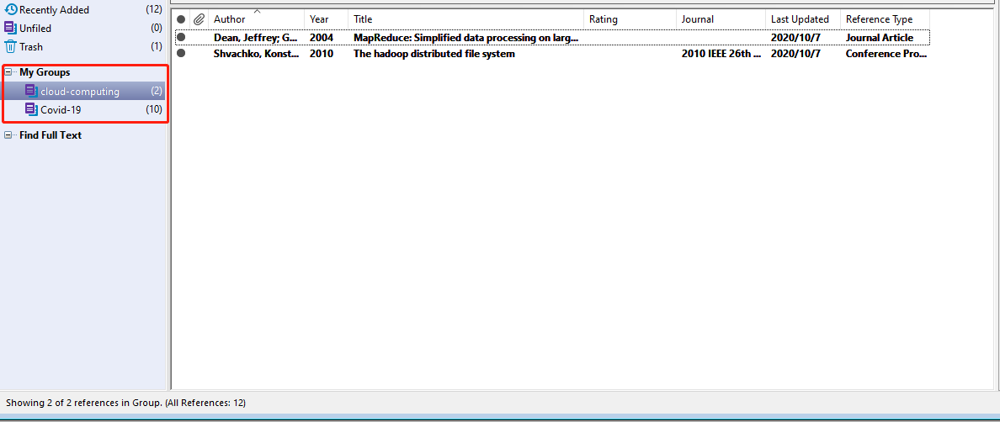 Recently Added (12)
Unfiled (0)
Trash (1)
My Groups
cloud-computing (2)
Covid-19 (10)
Find Full Text
Author Year Title Rating Journal Last Updated Reference Type
Dean, Jeffrey; G... 2004 MapReduce: Simplified data processing on larg... 2020/10/7 Journal Article
Shvachko, Konst... 2010 The hadoop distributed file system 2010 IEEE 26th ... 2020/10/7 Conference Pro...
Showing 2 of 2 references in Group. (All References: 12)